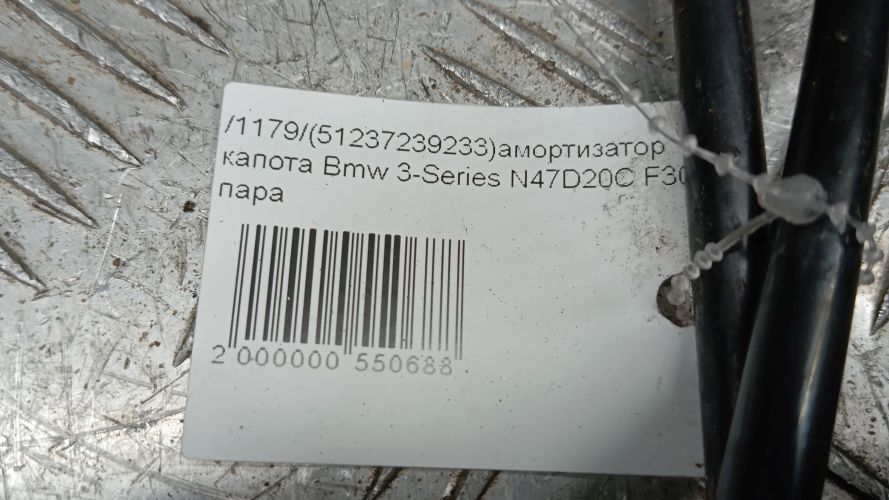 /1179/(51237239233)амортизатор
капота Bmw 3-Series N47D20C F30
пара
2 000000 550688